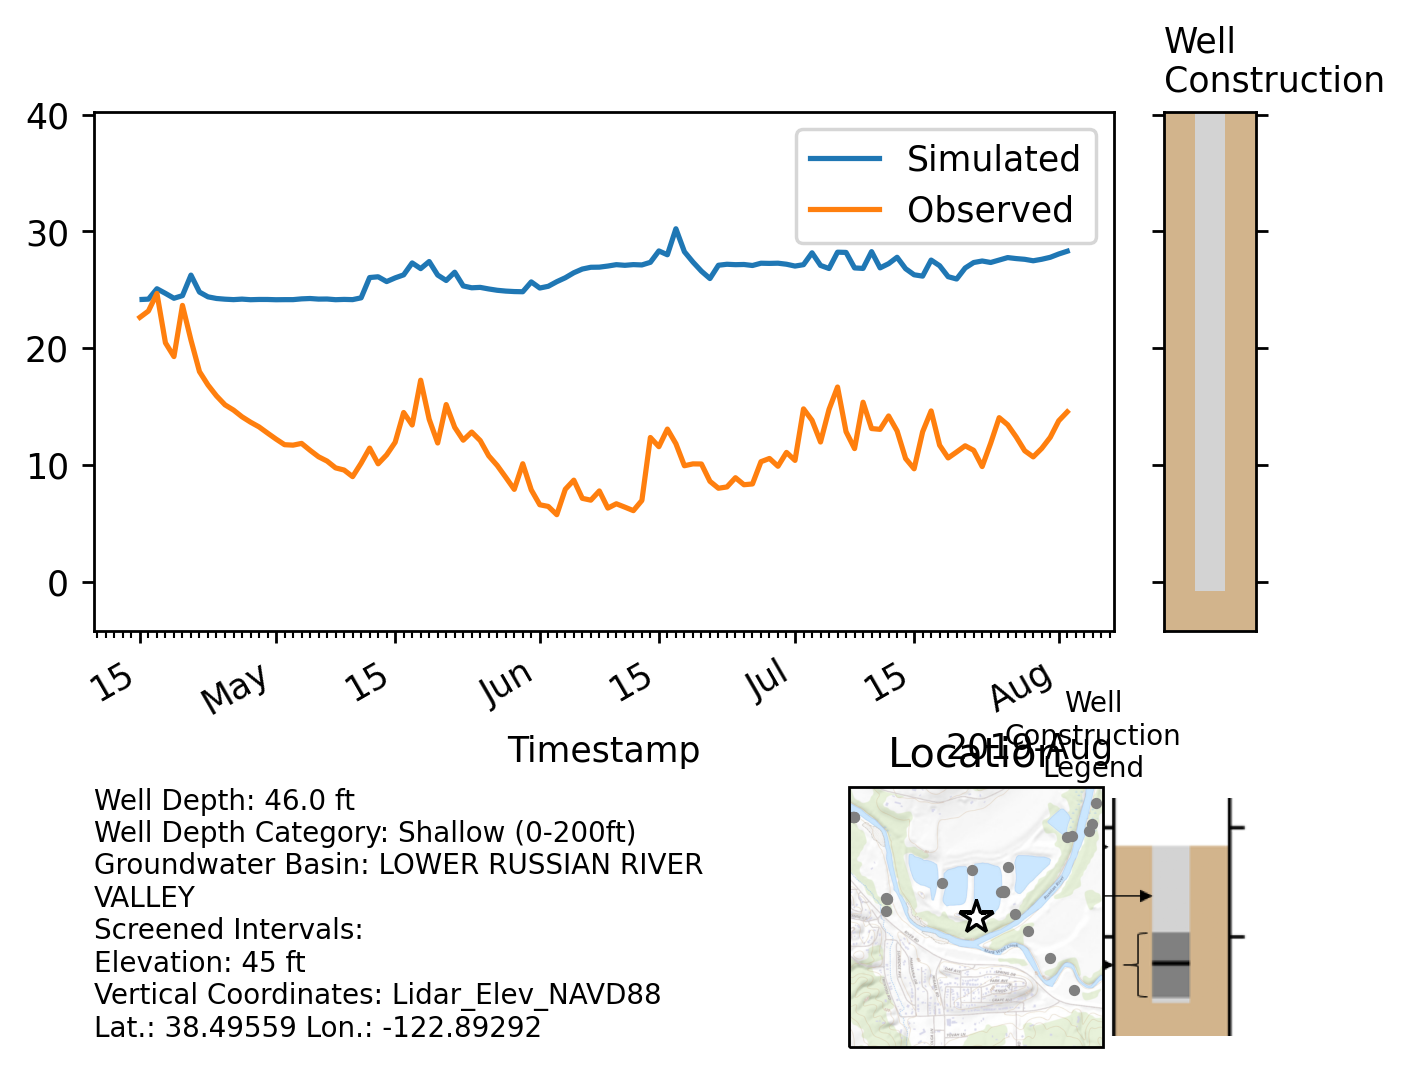 Well
Construction
40
30
20
10
0
Simulated
Observed
15
May
15
Jun
15
Jul
15
Aug
Timestamp
2019-Aug
Location
Well
Construction
Legend
Well Depth: 46.0 ft
Well Depth Category: Shallow (0-200ft)
Groundwater Basin: LOWER RUSSIAN RIVER
VALLEY
Screened Intervals:
Elevation: 45 ft
Vertical Coordinates: Lidar_Elev_NAVD88
Lat.: 38.49559 Lon.: -122.89292